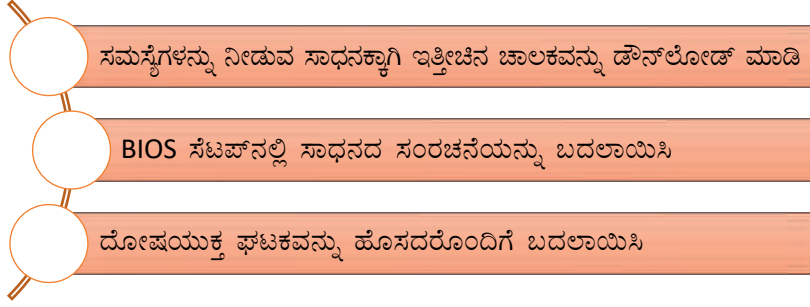 ಸಮಸ್ಯೆಗಳನ್ನು ನೀಡುವ ಸಾಧನಕ್ಕಾಗಿ ಇತ್ತೀಚಿನ ಚಾಲಕವನ್ನು ಡೌನ್‌ಲೋಡ್ ಮಾಡಿ
BIOS ಸೆಟಪ್‌ನಲ್ಲಿ ಸಾಧನದ ಸಂರಚನೆಯನ್ನು ಬದಲಾಯಿಸಿ
ದೋಷಯುಕ್ತ ಘಟಕವನ್ನು ಹೊಸದರೊಂದಿಗೆ ಬದಲಾಯಿಸಿ